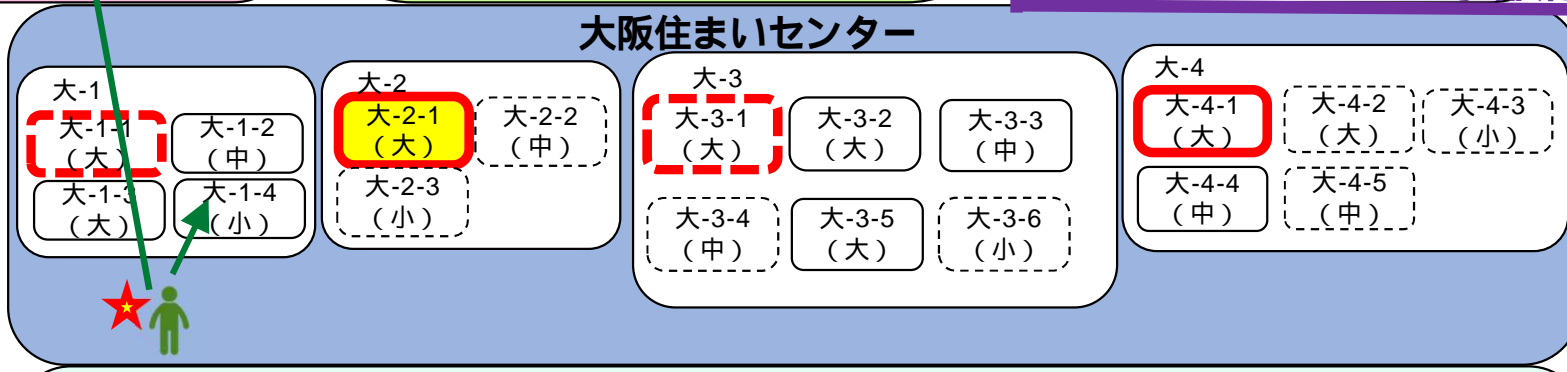 大阪住まいセンター
大-1
大-1-1
（大）
大-1-2
（中）
大-1-3
（大）
大-1-4
（小）
大-2
大-2-1
（大）
大-2-2
（中）
大-2-3
（小）
大-3
大-3-1
（大）
大-3-2
（大）
大-3-3
（中）
大-3-4
（中）
大-3-5
（大）
大-3-6
（小）
大-4
大-4-1
（大）
大-4-2
（大）
大-4-3
（小）
大-4-4
（中）
大-4-5
（中）